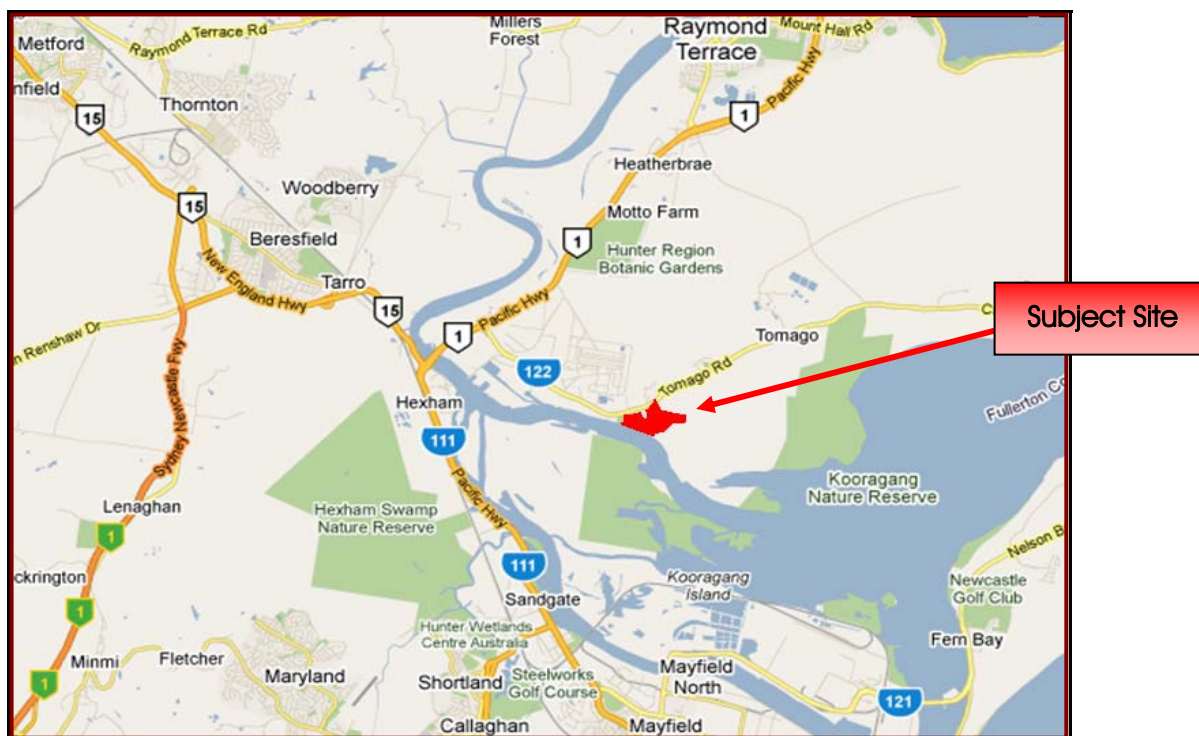 Millers
Forest
Raymond
Terrace
Mount Hall Rd
Metford
Raymond Terrace Rd
nfield
Thornton
15
Pacific Hwy
1
Heatherbrae
Woodberry
15
Motto Farm
Beresfield
1
Hunter Region
Botanic Gardens
New England Hwy
Tarro
15
Pacific Hwy
1
Subject Site
n Renshaw Dr
Tomago
C
122
Tomago Rd
Sydney Newcastle Fwy
Hexham
Fullerton Co
111
Pacific Hwy
Kooragang
Nature Reserve
Lenaghan
Hexham Swamp
Nature Reserve
1
Nelson B
111
Kooragang
Island
ckrington
Newcastle
Golf Club
1
Sandgate
Hunter Wetlands
Centre Australia
Fern Bay
Minmi
Fletcher
Maryland
Shortland
Steelworks
Golf Course
Mayfield
North
1
121
Callaghan
Mayfield